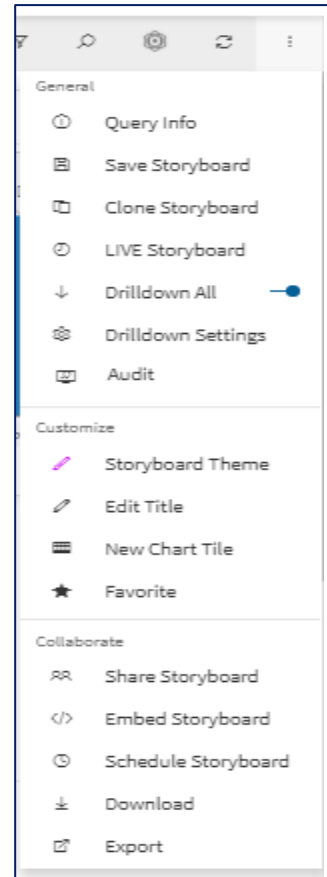 General
Query Info
Save Storyboard
Clone Storyboard
LIVE Storyboard
Drilldown All
Drilldown Settings
Audit
Customize
Storyboard Theme
Edit Title
New Chart Tile
Favorite
Collaborate
Share Storyboard
Embed Storyboard
Schedule Storyboard
Download
Export